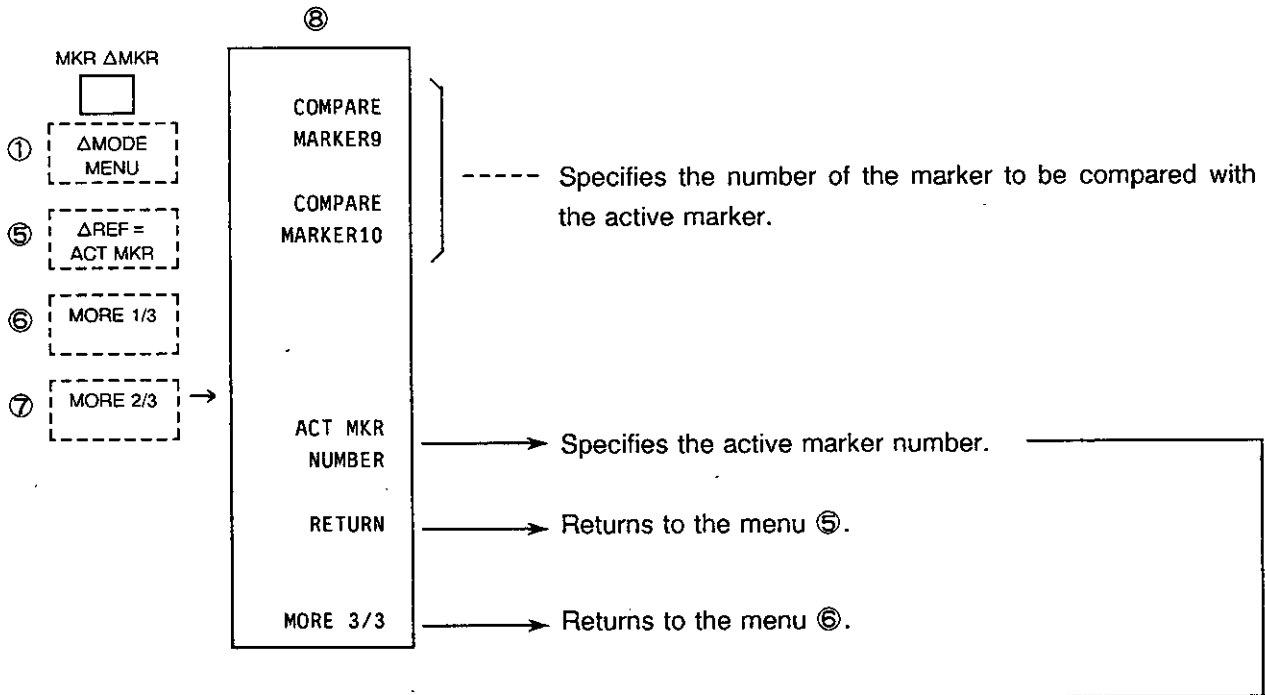 ⑧
MKR ΔMKR
① ΔMODE
MENU
⑤ ΔREF =
ACT MKR
⑥ MORE 1/3
⑦ MORE 2/3 →
COMPARE
MARKER9
COMPARE
MARKER10
----- Specifies the number of the marker to be compared with
the active marker.
ACT MKR
NUMBER
Specifies the active marker number.
RETURN
Returns to the menu ⑤.
MORE 3/3
Returns to the menu ⑥.